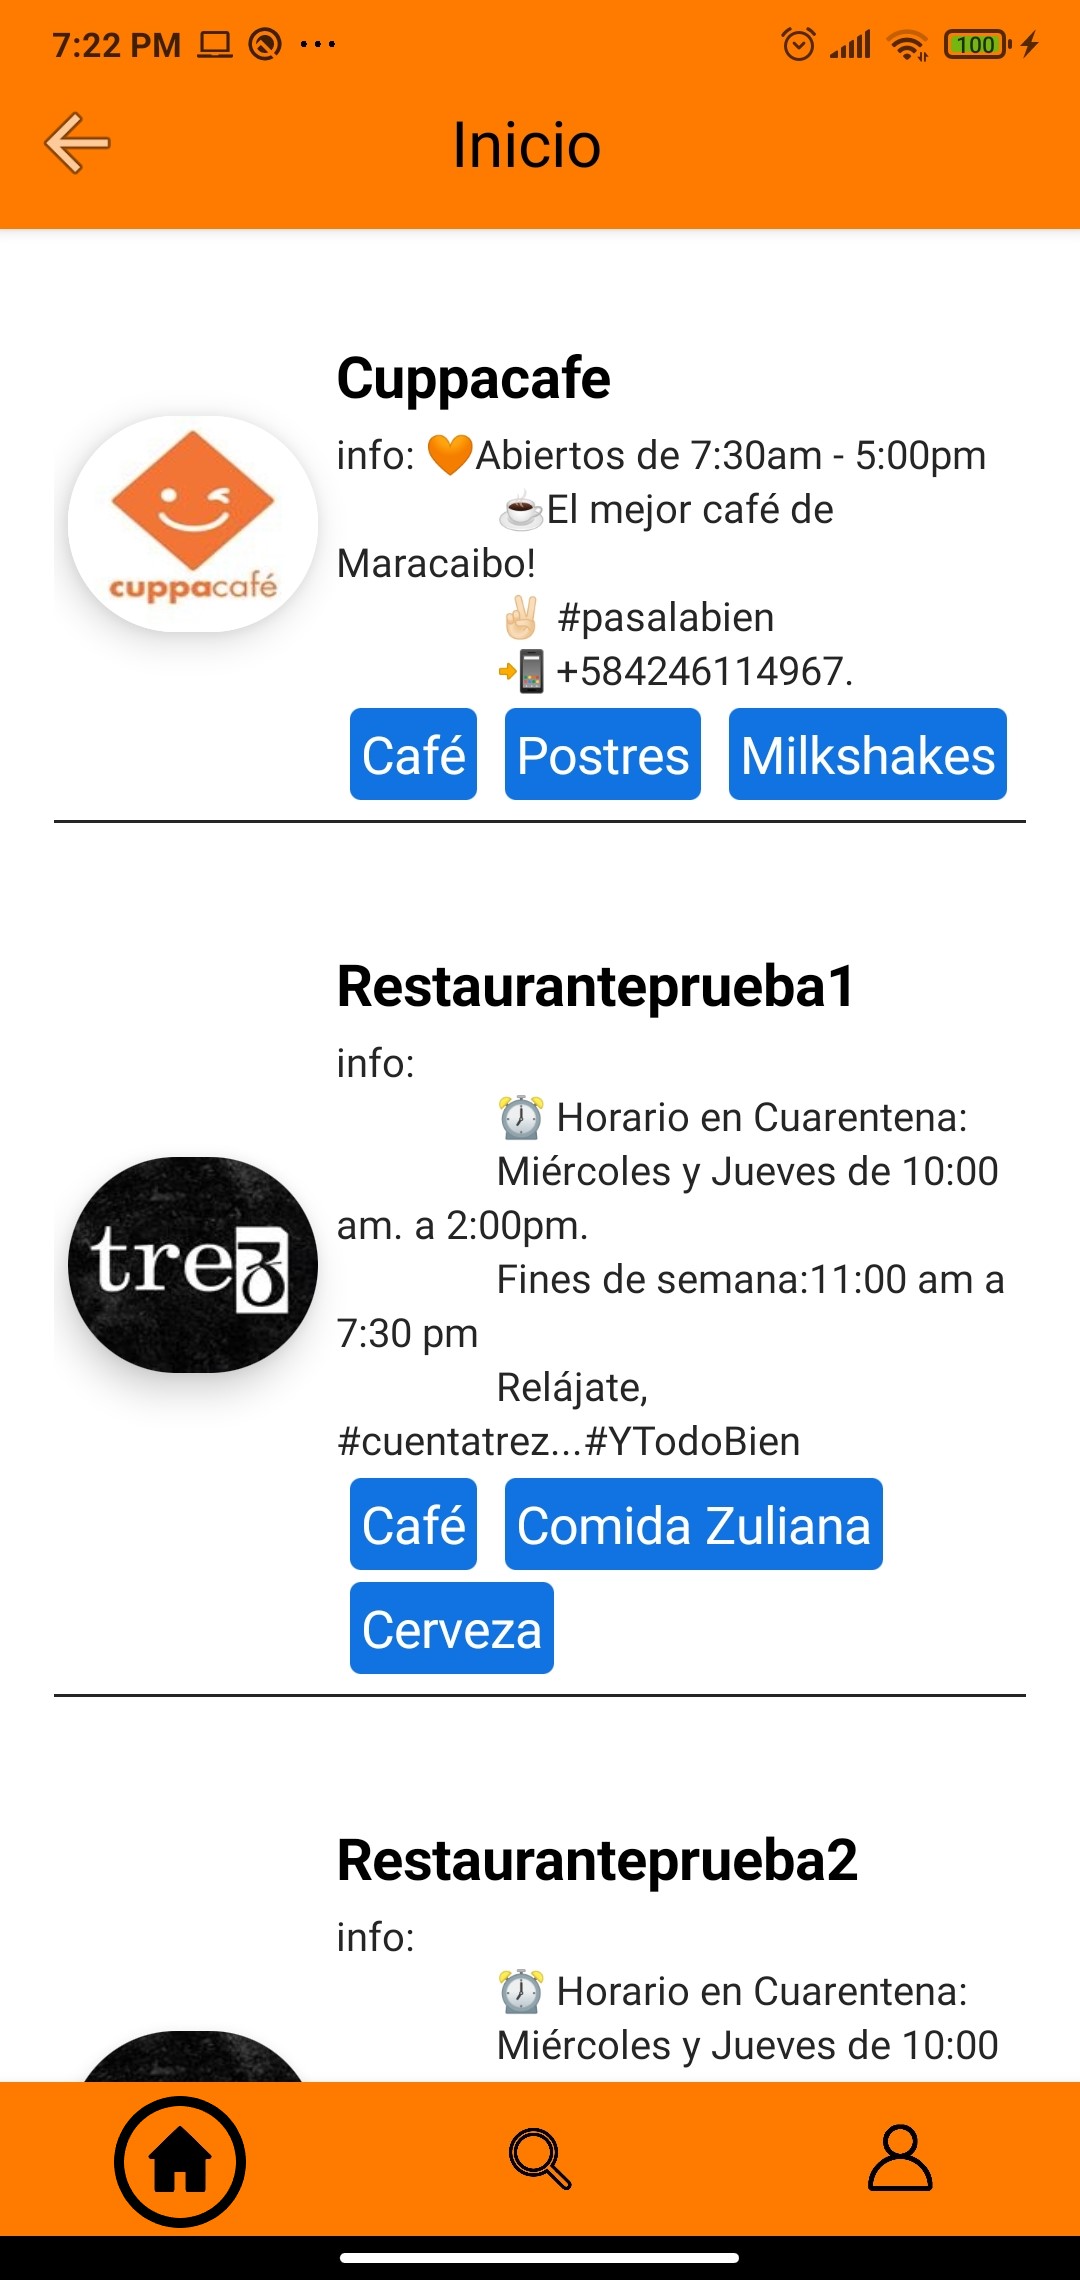 7:22 PM
100
Inicio
Cuppacafe
info: 🧡Abiertos de 7:30am - 5:00pm
☕El mejor café de
Maracaibo!
✌🏻 #pasalabien
📲 +584246114967.
cuppacafé
Café Postres Milkshakes
Restauranteprueba1
info:
⏰ Horario en Cuarentena:
Miércoles y Jueves de 10:00
am. a 2:00pm.
Fines de semana:11:00 am a
7:30 pm
Relájate,
#cuentatrez...#YTodoBien
trez
Café Comida Zuliana
Cerveza
Restauranteprueba2
info:
⏰ Horario en Cuarentena:
Miércoles y Jueves de 10:00